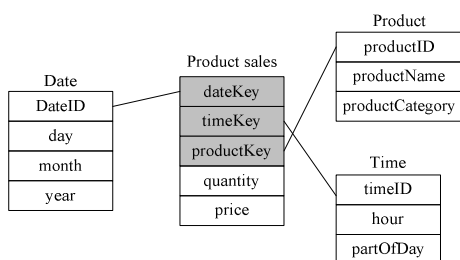 Date
DateID
day
month
year
Product sales
dateKey
timeKey
productKey
quantity
price
Product
productID
productName
productCategory
Time
timeID
hour
partOfDay